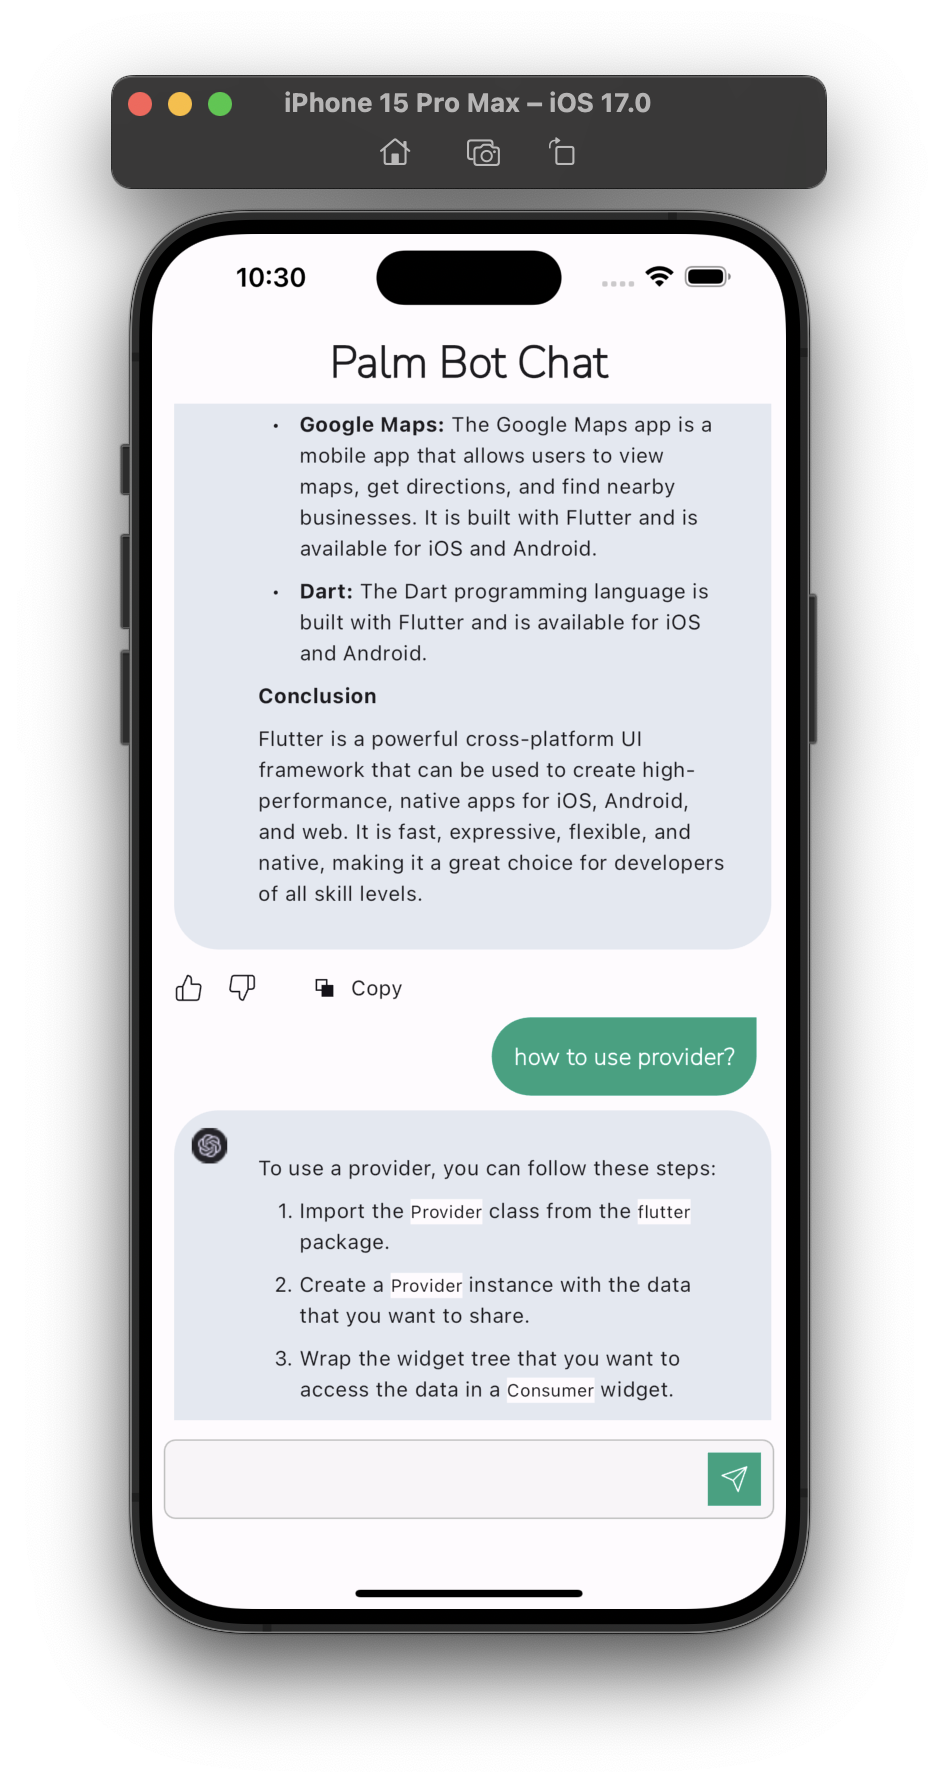 iPhone 15 Pro Max – iOS 17.0
10:30
Palm Bot Chat
• Google Maps: The Google Maps app is a
mobile app that allows users to view
maps, get directions, and find nearby
businesses. It is built with Flutter and is
available for iOS and Android.
• Dart: The Dart programming language is
built with Flutter and is available for iOS
and Android.
Conclusion
Flutter is a powerful cross-platform UI
framework that can be used to create high-
performance, native apps for iOS, Android,
and web. It is fast, expressive, flexible, and
native, making it a great choice for developers
of all skill levels.
Copy
how to use provider?
To use a provider, you can follow these steps:
1. Import the Provider class from the flutter
package.
2. Create a Provider instance with the data
that you want to share.
3. Wrap the widget tree that you want to
access the data in a Consumer widget.